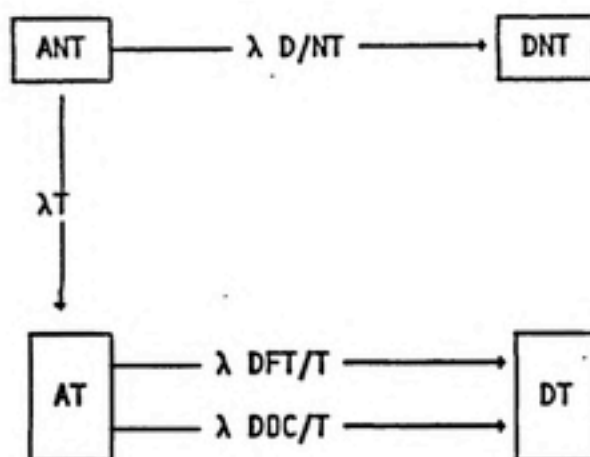 ANT λ D/NT DNT
λT
λ DFT/T
AT DT
λ DOC/T